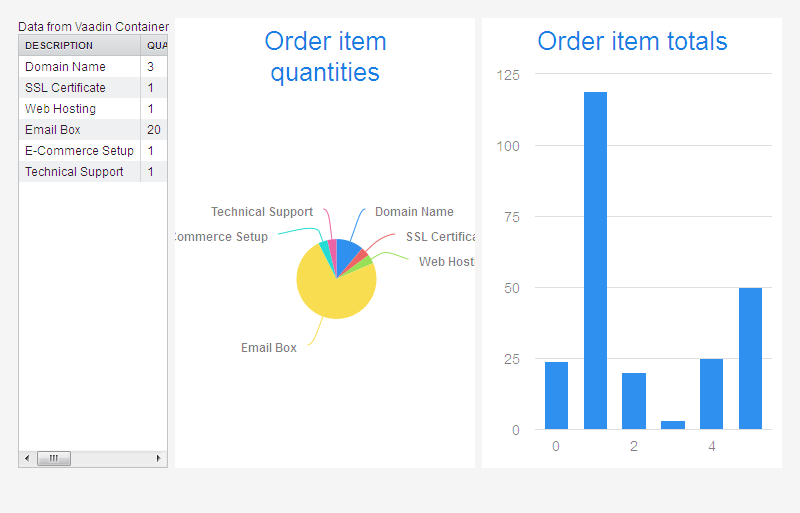 Data from Vaadin Container
DESCRIPTION QUA
Domain Name 3
SSL Certificate 1
Web Hosting 1
Email Box 20
E-Commerce Setup 1
Technical Support 1
Order item
quantities
Technical Support Domain Name
Commerce Setup SSL Certifica
Web Host
Email Box
Order item totals
125
100
75
50
25
0
0 2 4